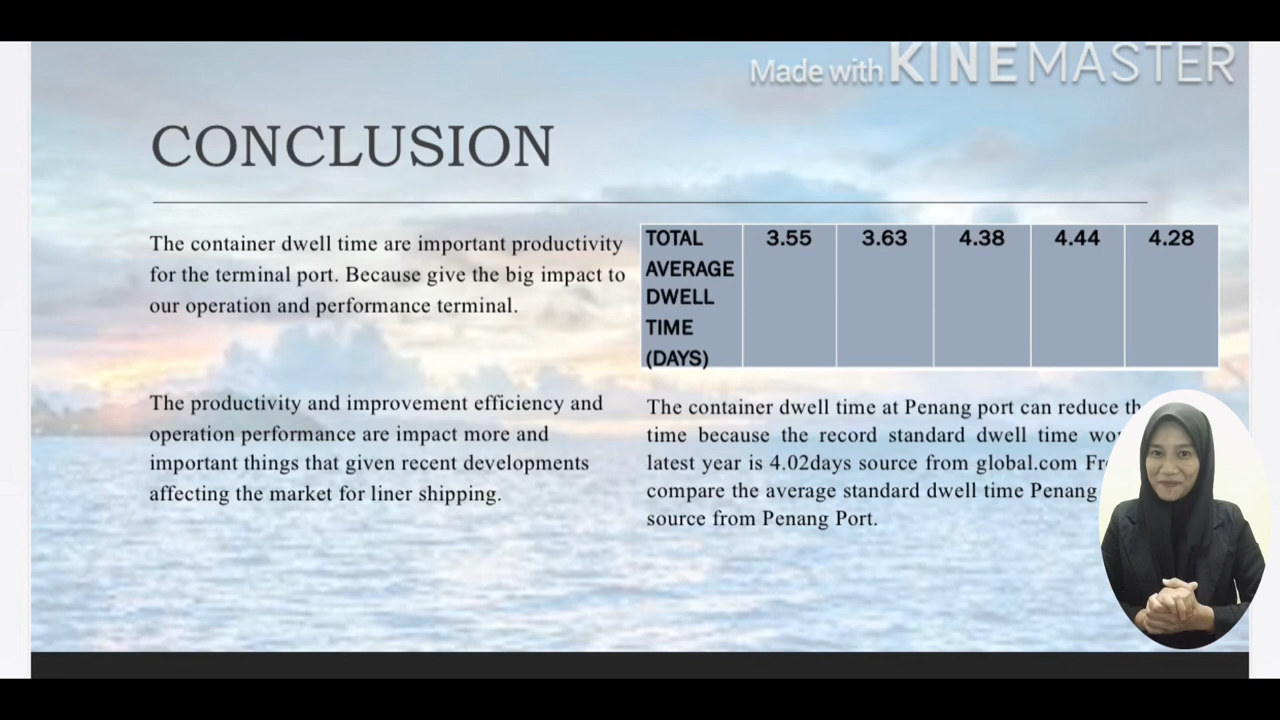 Made with KINEMASTER
CONCLUSION
The container dwell time are important productivity
for the terminal port. Because give the big impact to
our operation and performance terminal.
The productivity and improvement efficiency and
operation performance are impact more and
important things that given recent developments
affecting the market for liner shipping.
TOTAL 3.55 3.63 4.38 4.44 4.28
AVERAGE
DWELL
TIME
(DAYS)
The container dwell time at Penang port can reduce
time because the record standard dwell time
latest year is 4.02days source from global.com
compare the average standard dwell time Penang
source from Penang Port.